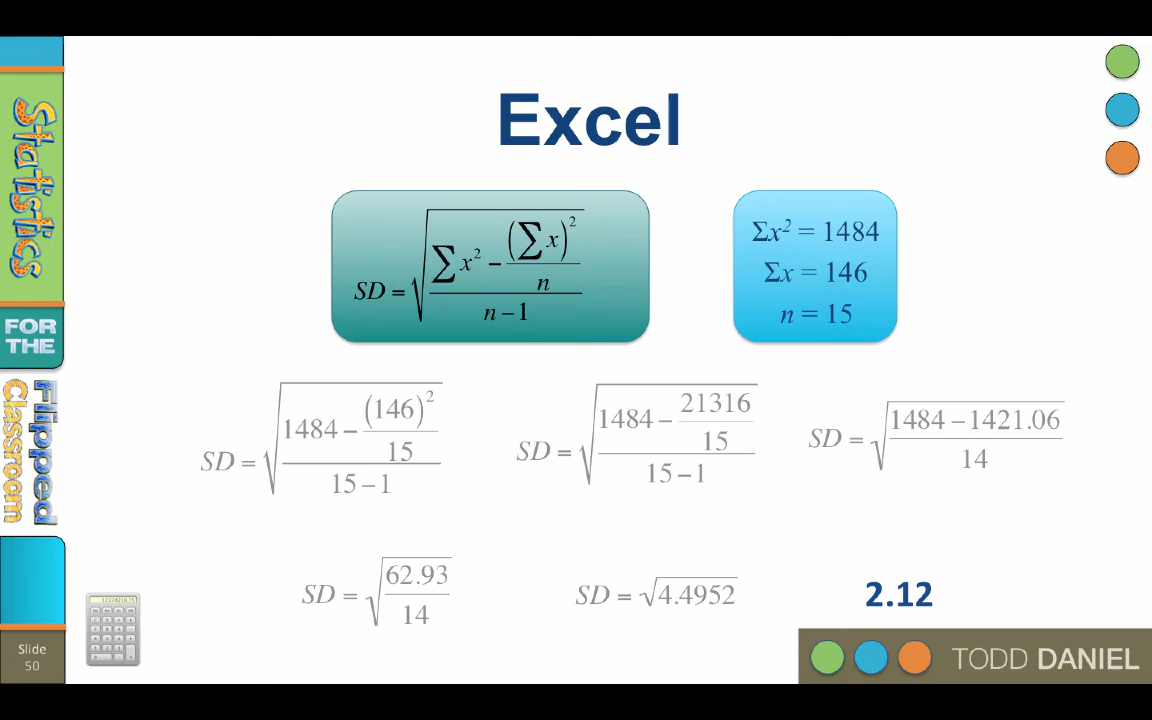 Excel
SD = √((∑x² − (∑x)²/n)/(n − 1))
Σx² = 1484
Σx = 146
n = 15
SD = √((1484 − (146)²/15)/(15 − 1))
SD = √((1484 − 21316/15)/(15 − 1))
SD = √((1484 − 1421.06)/14)
SD = √(62.93/14)
SD = √4.4952
2.12
Statistics
FOR
THE
Flipped
Classroom
Slide
50
TODD DANIEL